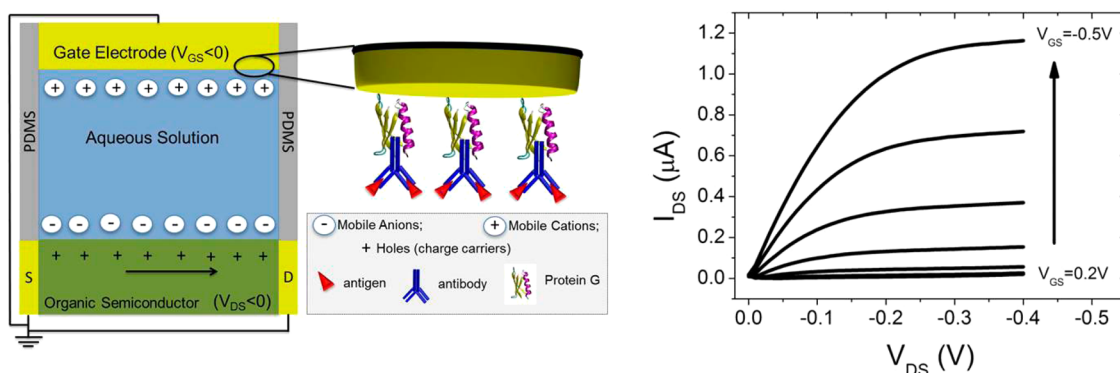 Gate Electrode (VGS<0)
+ + + + + + + +
PDMS
Aqueous Solution
PDMS
- - - - - - - -
+ + + + + + + +
S
D
Organic Semiconductor (VDS<0)
- Mobile Anions; + Mobile Cations;
+ Holes (charge carriers)
antigen antibody Protein G
IDS (μA)
1.2
1.0
0.8
0.6
0.4
0.2
0.0
VGS=-0.5V
VGS=0.2V
0.0 -0.1 -0.2 -0.3 -0.4 -0.5
VDS (V)